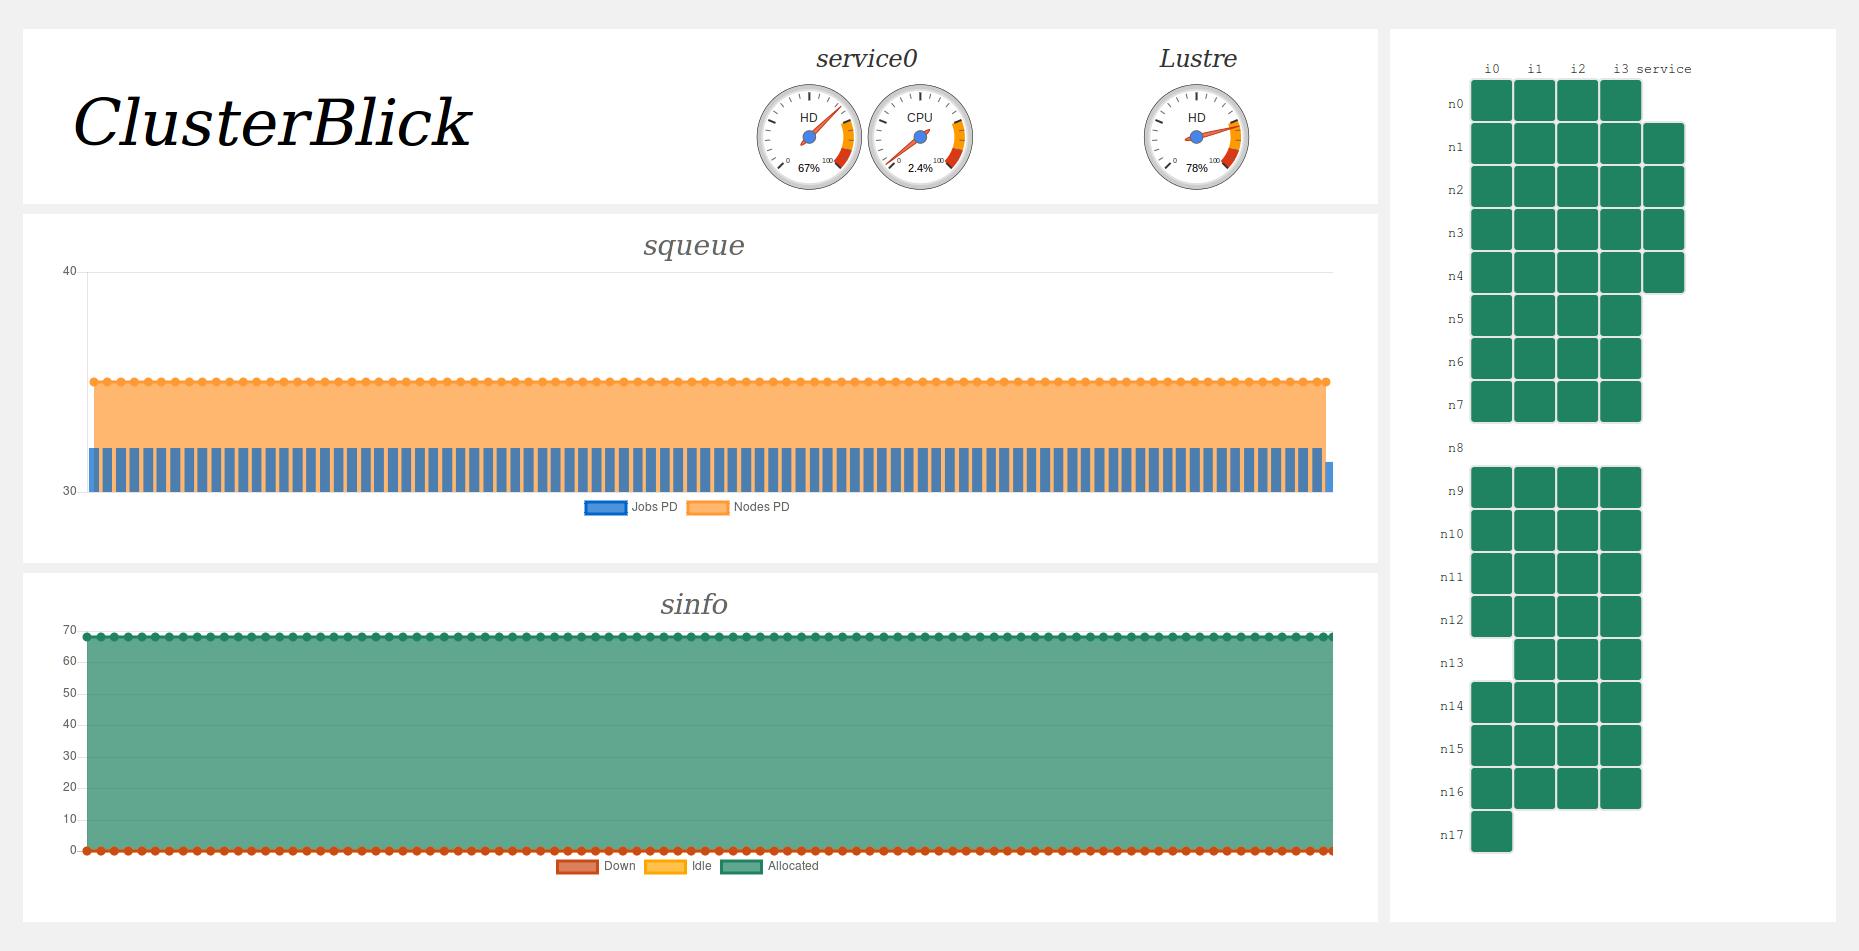 ClusterBlick
service0
HD
0 100
67%
CPU
0 100
2.4%
Lustre
HD
0 100
78%
squeue
40
30
Jobs PD Nodes PD
sinfo
70
60
50
40
30
20
10
0
Down Idle Allocated
i0 i1 i2 i3 service
n0
n1
n2
n3
n4
n5
n6
n7
n8
n9
n10
n11
n12
n13
n14
n15
n16
n17